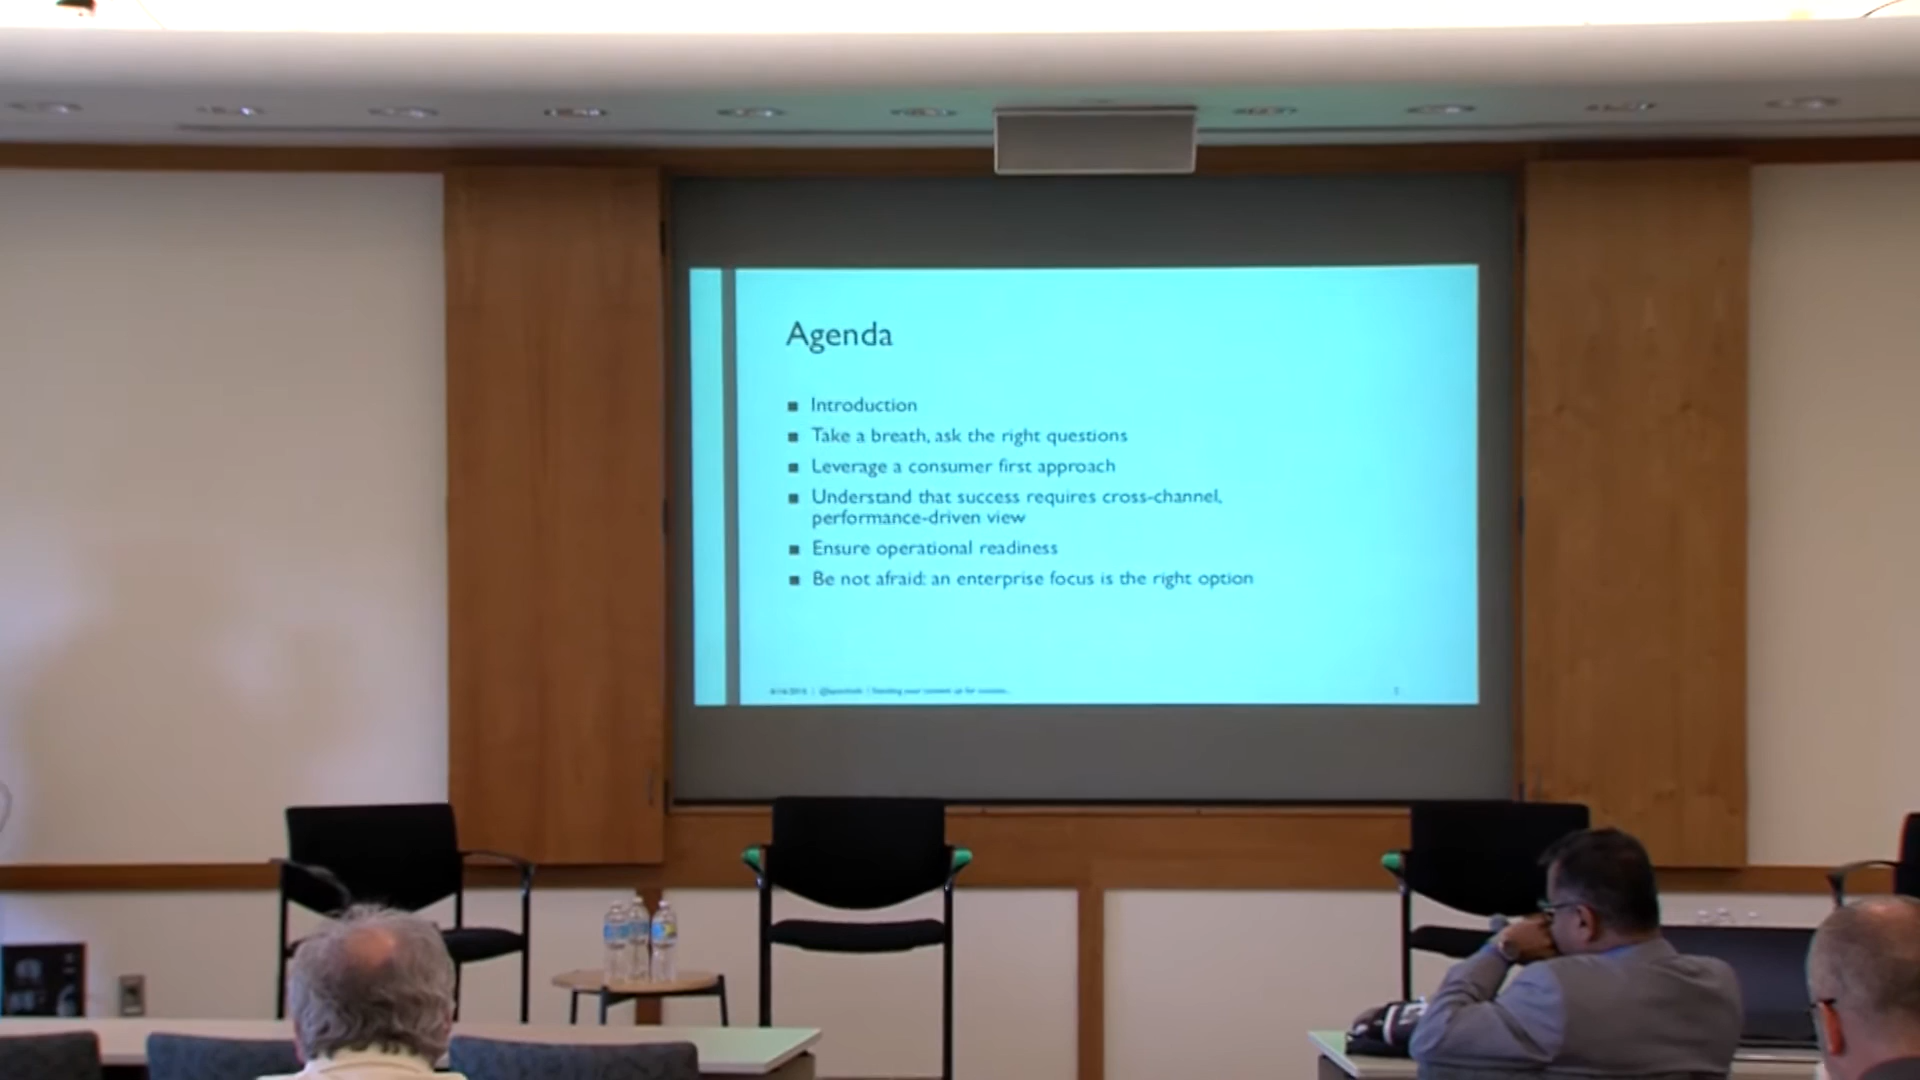 Agenda
Introduction
Take a breath, ask the right questions
Leverage a consumer first approach
Understand that success requires cross-channel,
performance-driven view
Ensure operational readiness
Be not afraid: an enterprise focus is the right option